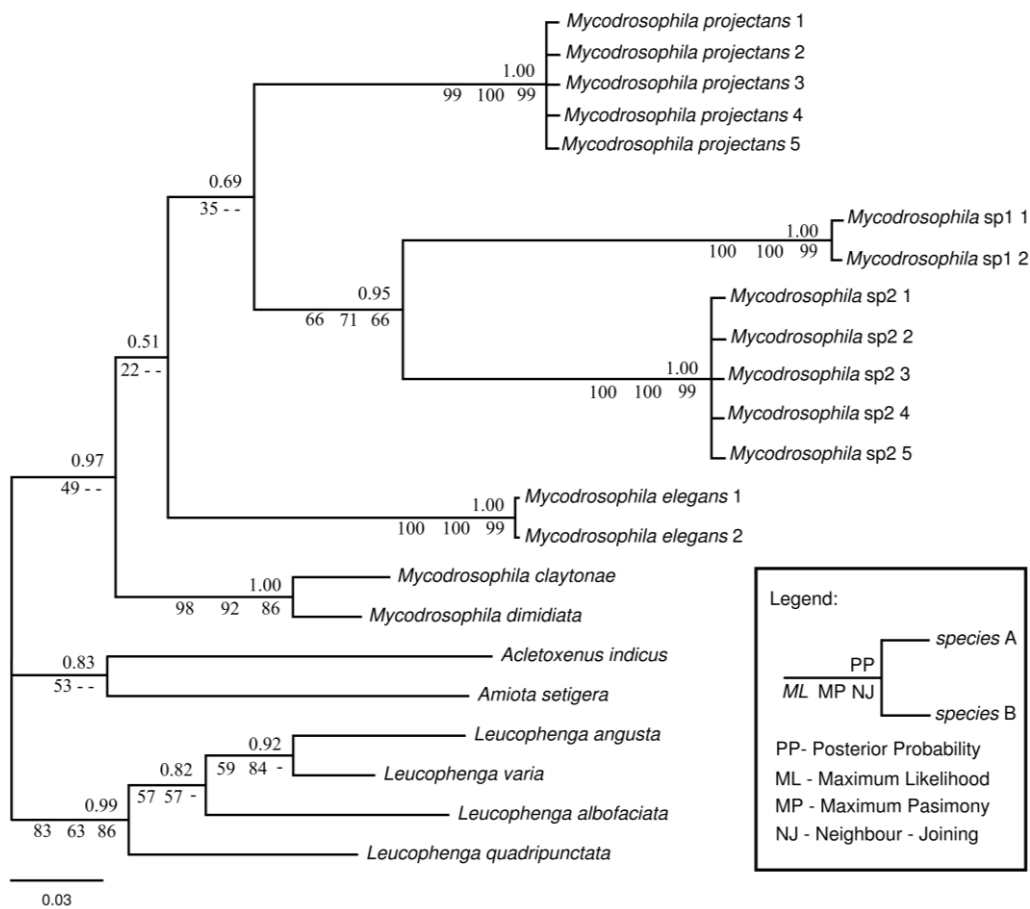 Mycodrosophila projectans 1
Mycodrosophila projectans 2
1.00
Mycodrosophila projectans 3
99 100 99
Mycodrosophila projectans 4
Mycodrosophila projectans 5
0.69
35 - -
Mycodrosophila sp1 1
1.00
100 100 99
Mycodrosophila sp1 2
0.95
66 71 66
Mycodrosophila sp2 1
Mycodrosophila sp2 2
0.51
22 - -
1.00
Mycodrosophila sp2 3
100 100 99
Mycodrosophila sp2 4
Mycodrosophila sp2 5
0.97
49 - -
Mycodrosophila elegans 1
1.00
100 100 99
Mycodrosophila elegans 2
Mycodrosophila claytonae
1.00
98 92 86
Mycodrosophila dimidiata
Acletoxenus indicus
0.83
53 - -
Amiota setigera
Leucophenga angusta
0.92
59 84 -
Leucophenga varia
0.82
57 57 -
Leucophenga albofaciata
0.99
83 63 86
Leucophenga quadripunctata
0.03
Legend:
species A
PP
ML MP NJ
species B
PP- Posterior Probability
ML - Maximum Likelihood
MP - Maximum Pasimony
NJ - Neighbour - Joining